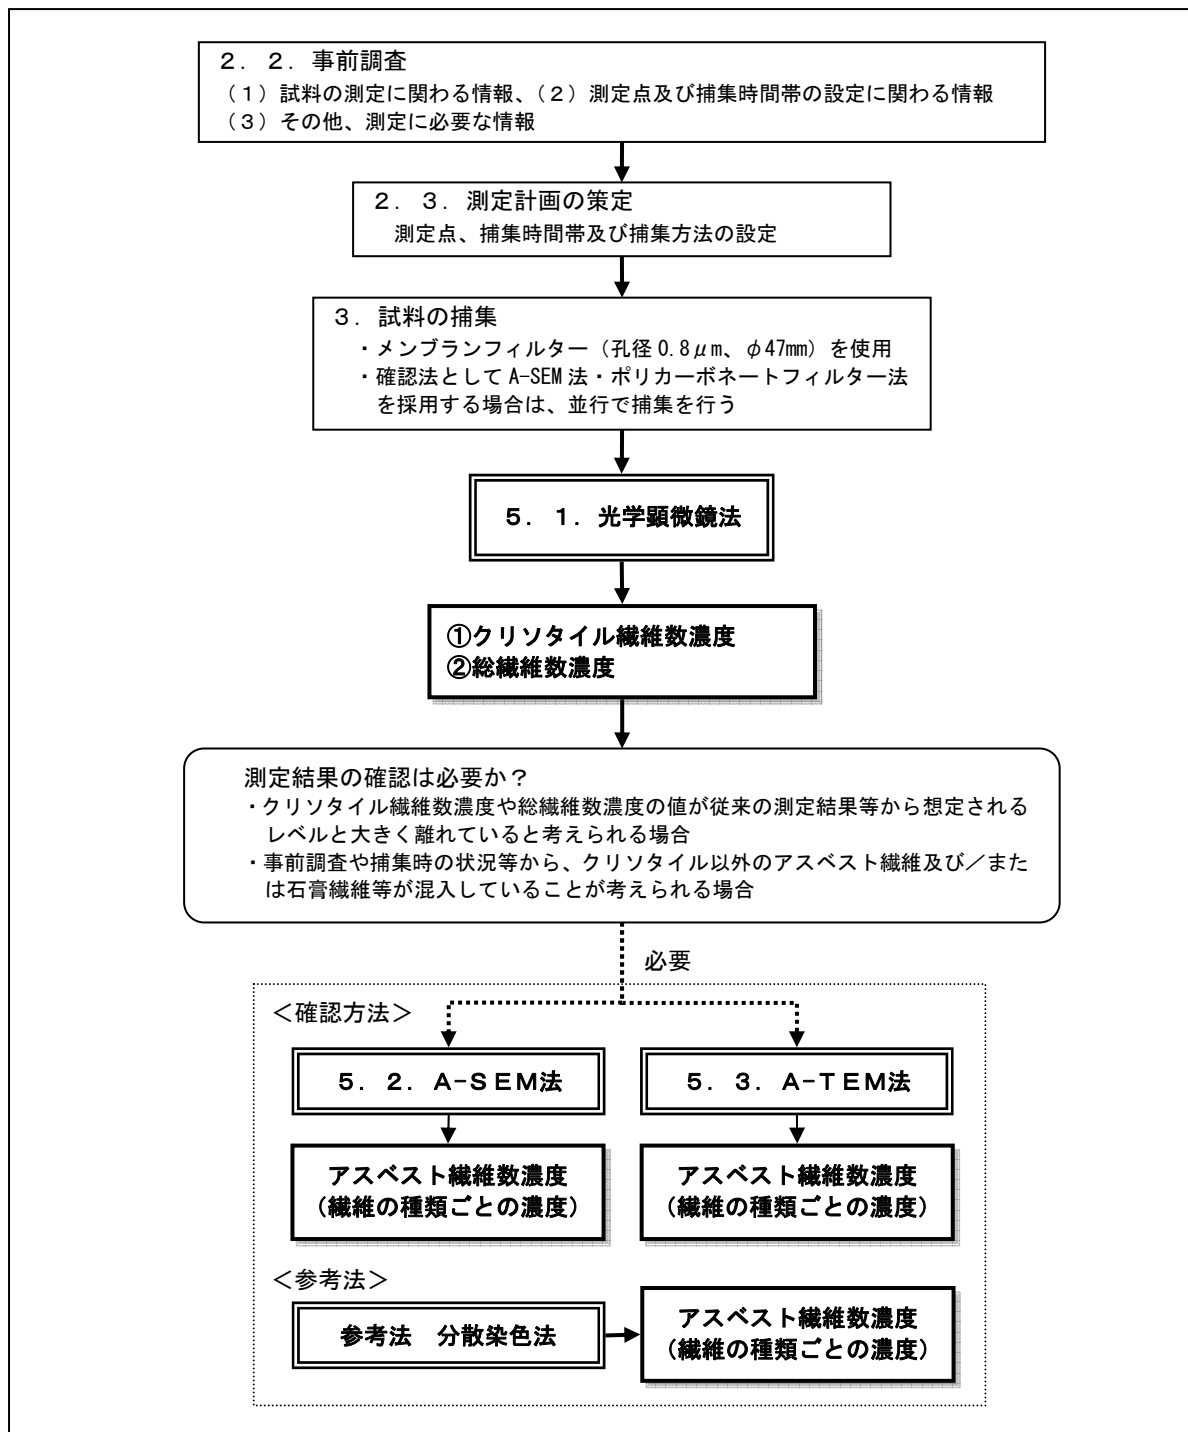 ２．２．事前調査
（１）試料の測定に関わる情報、（２）測定点及び捕集時間帯の設定に関わる情報
（３）その他、測定に必要な情報
２．３．測定計画の策定
測定点、捕集時間帯及び捕集方法の設定
３．試料の捕集
・メンブランフィルター（孔径 0.8μm、φ47mm）を使用
・確認法として A-SEM 法・ポリカーボネートフィルター法
を採用する場合は、並行で捕集を行う
５．１．光学顕微鏡法
①クリソタイル繊維数濃度
②総繊維数濃度
測定結果の確認は必要か？
・クリソタイル繊維数濃度や総繊維数濃度の値が従来の測定結果等から想定される
レベルと大きく離れていると考えられる場合
・事前調査や捕集時の状況等から、クリソタイル以外のアスベスト繊維及び／また
は石膏繊維等が混入していることが考えられる場合
必要
＜確認方法＞
５．２．Ａ-ＳＥＭ法
５．３．Ａ-ＴＥＭ法
アスベスト繊維数濃度
（繊維の種類ごとの濃度）
アスベスト繊維数濃度
（繊維の種類ごとの濃度）
＜参考法＞
参考法　分散染色法
アスベスト繊維数濃度
（繊維の種類ごとの濃度）